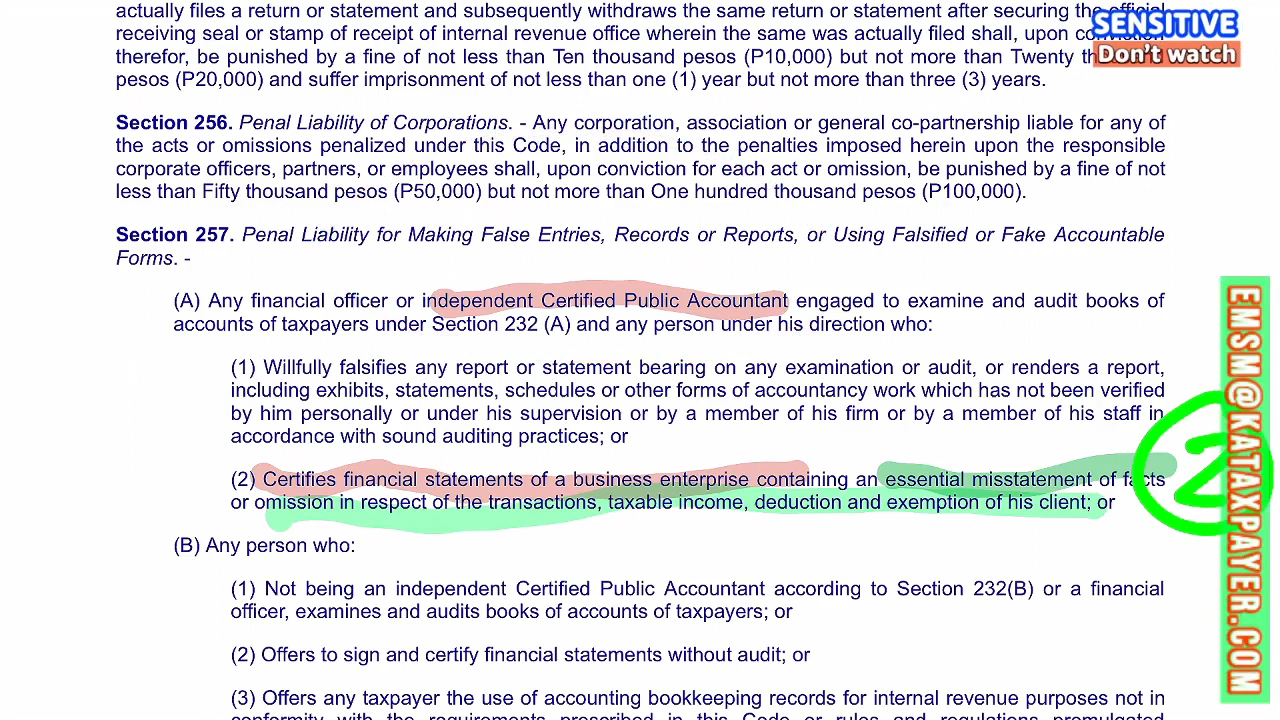 actually files a return or statement and subsequently withdraws the same return or statement after securing the official
receiving seal or stamp of receipt of internal revenue office wherein the same was actually filed shall, upon conviction
therefor, be punished by a fine of not less than Ten thousand pesos (P10,000) but not more than Twenty
pesos (P20,000) and suffer imprisonment of not less than one (1) year but not more than three (3) years.
SENSITIVE
Don't watch
Section 256. Penal Liability of Corporations. - Any corporation, association or general co-partnership liable for any of
the acts or omissions penalized under this Code, in addition to the penalties imposed herein upon the responsible
corporate officers, partners, or employees shall, upon conviction for each act or omission, be punished by a fine of not
less than Fifty thousand pesos (P50,000) but not more than One hundred thousand pesos (P100,000).
Section 257. Penal Liability for Making False Entries, Records or Reports, or Using Falsified or Fake Accountable
Forms. -
(A) Any financial officer or independent Certified Public Accountant engaged to examine and audit books of
accounts of taxpayers under Section 232 (A) and any person under his direction who:
(1) Willfully falsifies any report or statement bearing on any examination or audit, or renders a report,
including exhibits, statements, schedules or other forms of accountancy work which has not been verified
by him personally or under his supervision or by a member of his firm or by a member of his staff in
accordance with sound auditing practices; or
(2) Certifies financial statements of a business enterprise containing an essential misstatement of facts
or omission in respect of the transactions, taxable income, deduction and exemption of his client; or
2
EMSM@KATAXPAYER.COM
(B) Any person who:
(1) Not being an independent Certified Public Accountant according to Section 232(B) or a financial
officer, examines and audits books of accounts of taxpayers; or
(2) Offers to sign and certify financial statements without audit; or
(3) Offers any taxpayer the use of accounting bookkeeping records for internal revenue purposes not in
conformity with the requirements prescribed in this Code or rules and regulations promulgated